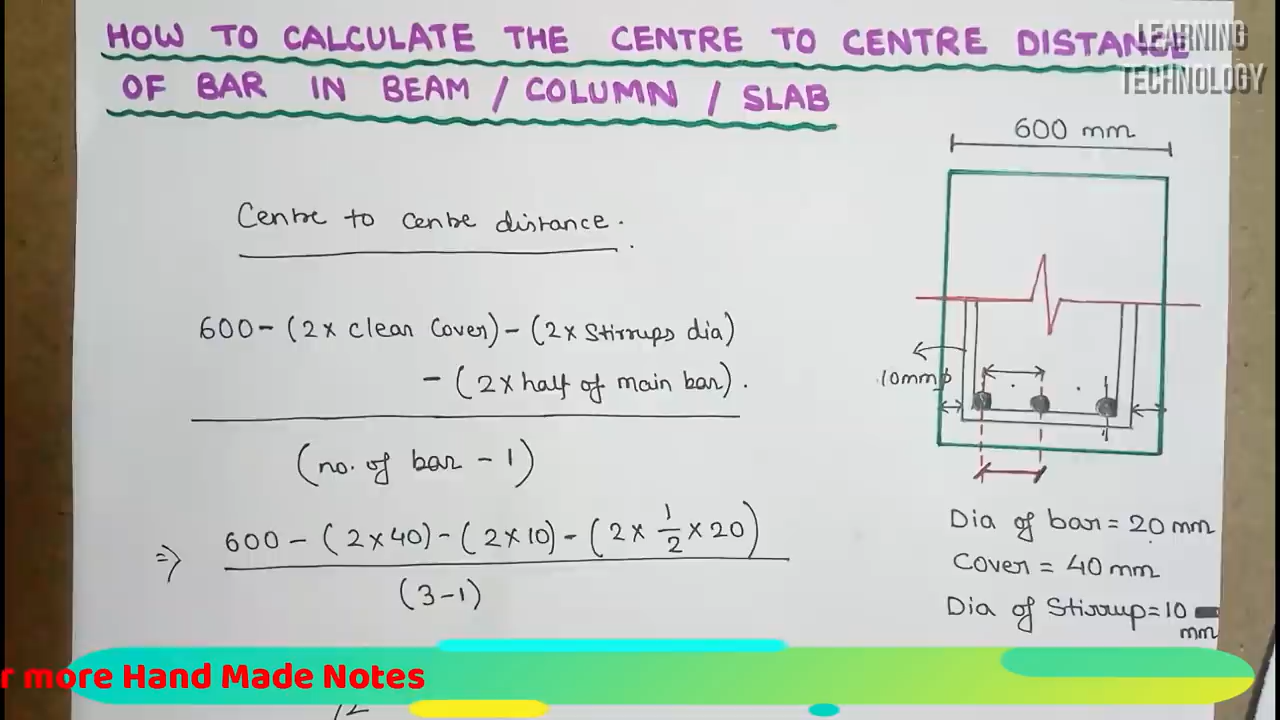 HOW TO CALCULATE THE CENTRE TO CENTRE DISTANCE
OF BAR IN BEAM / COLUMN / SLAB
LEARNING
TECHNOLOGY
600 mm
Centre to centre distance.
600 - (2 x clear cover) - (2 x Stirrups dia)
- (2 x half of main bar).
(no. of bar - 1)
⇒ 600 - (2 x 40) - (2 x 10) - (2 x 1/2 x 20)
(3 - 1)
10mmϕ
Dia of bar = 20 mm
Cover = 40 mm
Dia of Stirrup = 10
mm
r more Hand Made Notes